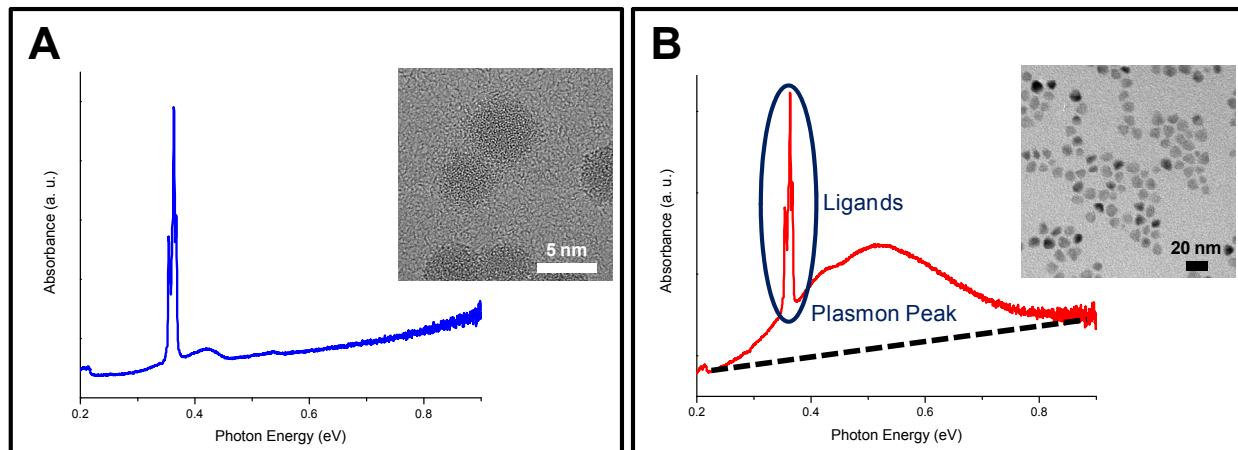 A
Absorbance (a. u.)
5 nm
0.2
0.4
0.6
0.8
Photon Energy (eV)
B
Absorbance (a. u.)
Ligands
20 nm
Plasmon Peak
0.2
0.4
0.6
0.8
Photon Energy (eV)